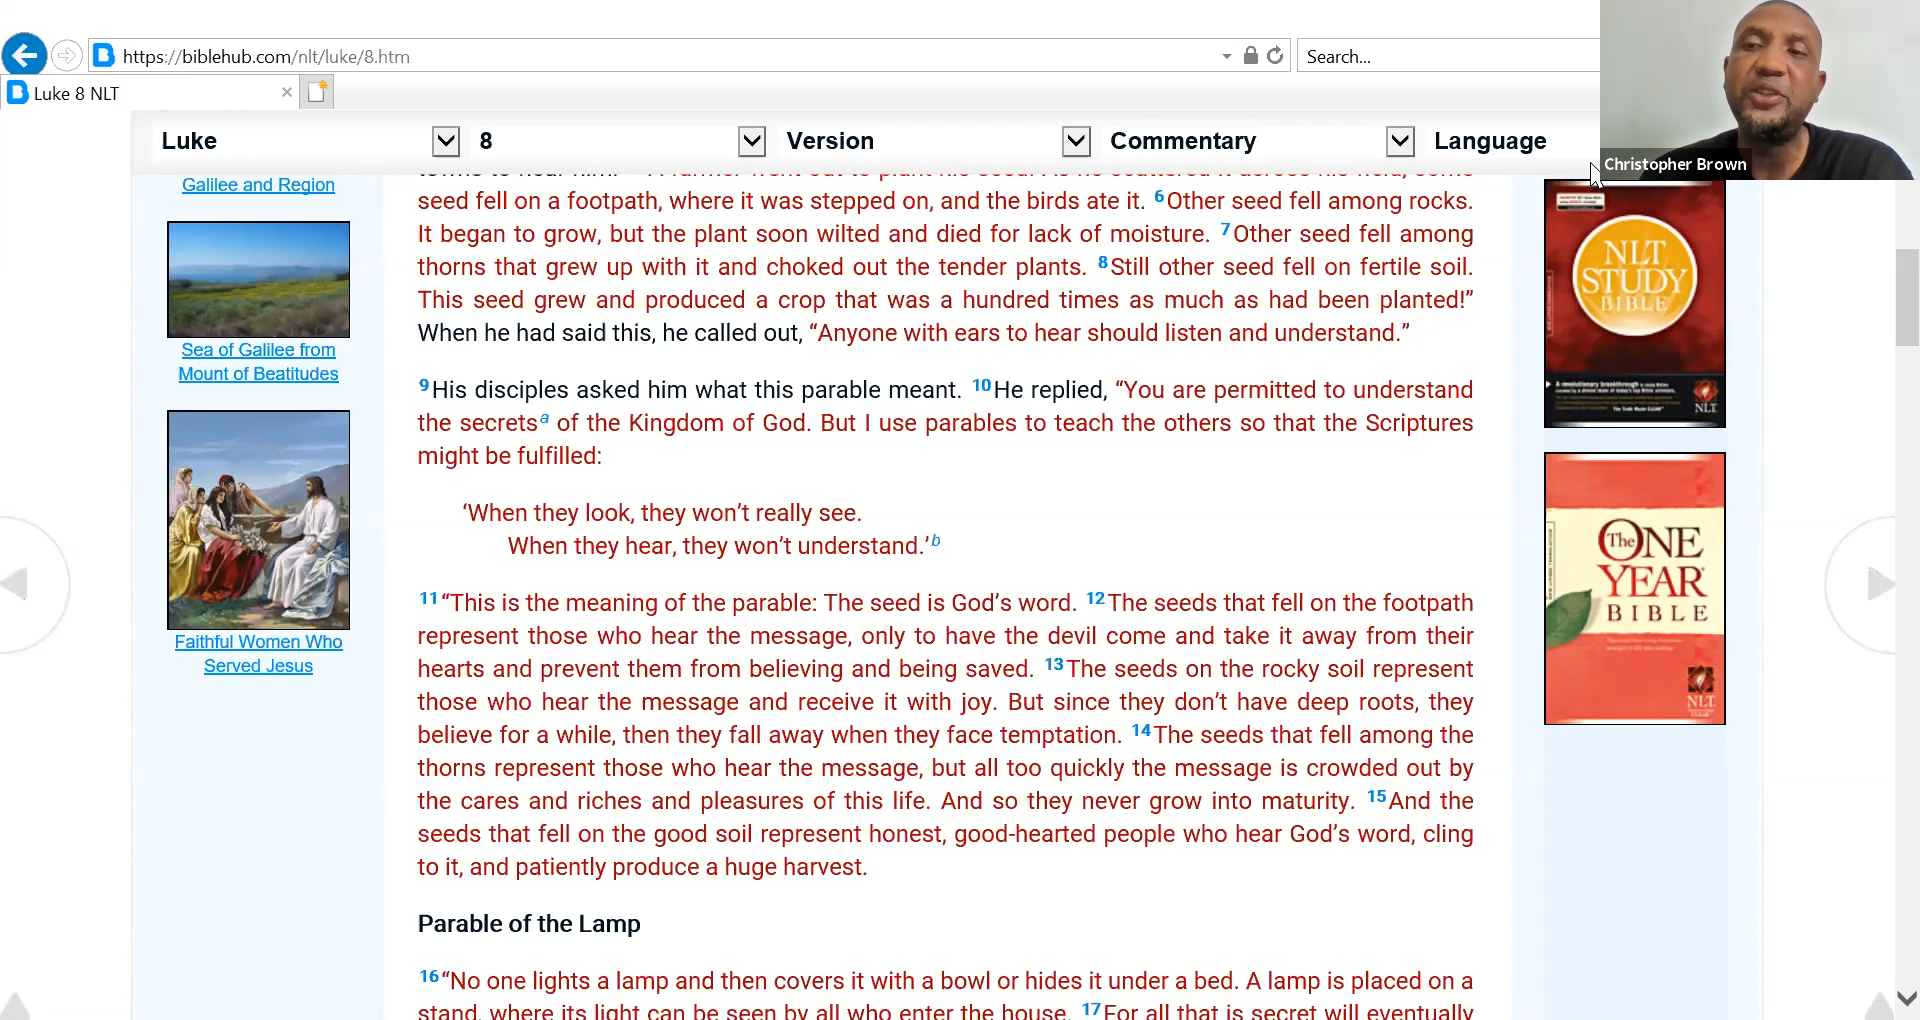 https://biblehub.com/nlt/luke/8.htm
Search...
Luke 8 NLT
Luke
8
Version
Commentary
Language
Christopher Brown
Galilee and Region
Sea of Galilee from
Mount of Beatitudes
Faithful Women Who
Served Jesus
seed fell on a footpath, where it was stepped on, and the birds ate it. 6Other seed fell among rocks.
It began to grow, but the plant soon wilted and died for lack of moisture. 7Other seed fell among
thorns that grew up with it and choked out the tender plants. 8Still other seed fell on fertile soil.
This seed grew and produced a crop that was a hundred times as much as had been planted!”
When he had said this, he called out, “Anyone with ears to hear should listen and understand.”
9His disciples asked him what this parable meant. 10He replied, “You are permitted to understand
the secretsa of the Kingdom of God. But I use parables to teach the others so that the Scriptures
might be fulfilled:
‘When they look, they won’t really see.
When they hear, they won’t understand.’b
11“This is the meaning of the parable: The seed is God’s word. 12The seeds that fell on the footpath
represent those who hear the message, only to have the devil come and take it away from their
hearts and prevent them from believing and being saved. 13The seeds on the rocky soil represent
those who hear the message and receive it with joy. But since they don’t have deep roots, they
believe for a while, then they fall away when they face temptation. 14The seeds that fell among the
thorns represent those who hear the message, but all too quickly the message is crowded out by
the cares and riches and pleasures of this life. And so they never grow into maturity. 15And the
seeds that fell on the good soil represent honest, good-hearted people who hear God’s word, cling
to it, and patiently produce a huge harvest.
Parable of the Lamp
16“No one lights a lamp and then covers it with a bowl or hides it under a bed. A lamp is placed on a
stand, where its light can be seen by all who enter the house. 17For all that is secret will eventually
NLT
STUDY
BIBLE
NLT
The ONE
YEAR
BIBLE
NLT